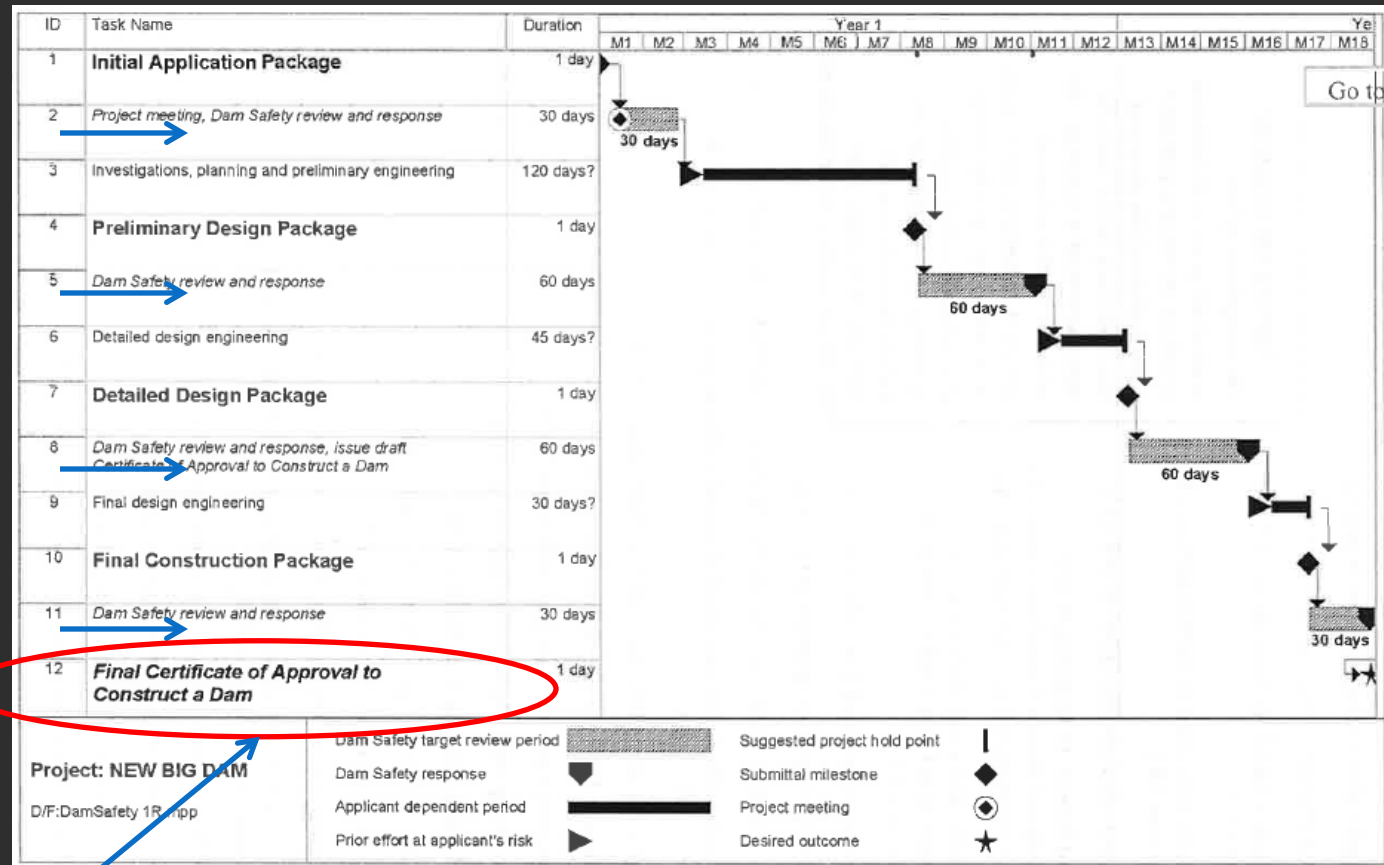 ID Task Name Duration Year 1 Ye
M1 M2 M3 M4 M5 M6 M7 M8 M9 M10 M11 M12 M13 M14 M15 M16 M17 M18
1 Initial Application Package 1 day
Go to
2 Project meeting, Dam Safety review and response 30 days
30 days
3 Investigations, planning and preliminary engineering 120 days?
4 Preliminary Design Package 1 day
5 Dam Safety review and response 60 days
60 days
6 Detailed design engineering 45 days?
7 Detailed Design Package 1 day
8 Dam Safety review and response, issue draft 60 days
Certificate of Approval to Construct a Dam
60 days
9 Final design engineering 30 days?
10 Final Construction Package 1 day
11 Dam Safety review and response 30 days
30 days
12 Final Certificate of Approval to 1 day
Construct a Dam
Dam Safety target review period Suggested project hold point
Project: NEW BIG DAM
Dam Safety response Submittal milestone
D/F:DamSafety 1R.mpp
Applicant dependent period Project meeting
Prior effort at applicant's risk Desired outcome